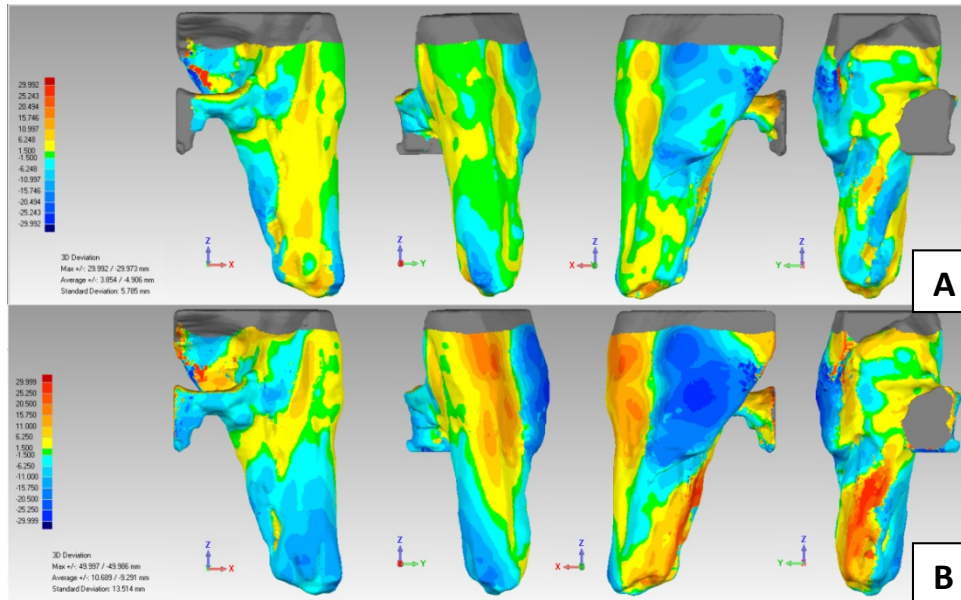 29.992
25.243
20.494
15.746
10.997
6.248
1.500
-1.500
-6.248
-10.997
-15.746
-20.494
-25.243
-29.992
3D Deviation
Max +/-: 29.992 / -29.973 mm
Average +/-: 3.854 / -4.906 mm
Standard Deviation: 5.785 mm
Z
X
Z
Y
Z
X
Z
Y
A
29.999
25.250
20.500
15.750
11.000
6.250
1.500
-1.500
-6.250
-11.000
-15.750
-20.500
-25.250
-29.999
3D Deviation
Max +/-: 49.997 / -49.986 mm
Average +/-: 10.689 / -9.291 mm
Standard Deviation: 13.514 mm
Z
X
Z
Y
Z
X
Z
Y
B